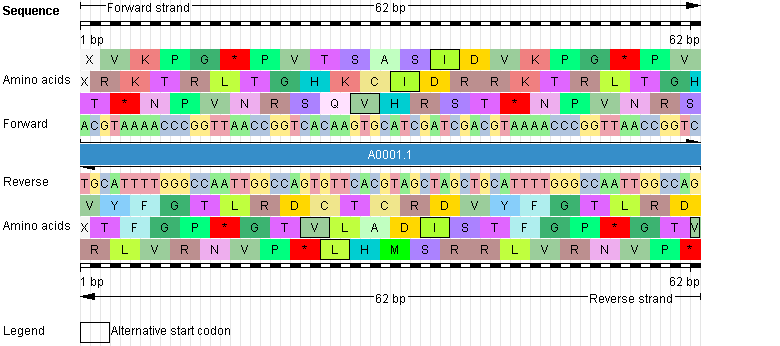 Sequence
Forward strand
62 bp
1 bp 62 bp
X V K P G * P V T S A S I D V K P G * P V
Amino acids X R K T R L T G H K C I D R R K T R L T G H
T * N P V N R S Q V H R S T * N P V N R S
Forward ACGTAAAACCCGGTTAACCGGTCACAAGTGCATCGATCGACGTAAAACCCGGTTAACCGGTC
A0001.1
Reverse TGCATTTTGGGCCAATTGGCCAGTGTTCACGTAGCTAGCTGCATTTTGGGCCAATTGGCCAG
V Y F G T L R D C T C R D V Y F G T L R D
Amino acids X T F G P * G T V L A D I S T F G P * G T V
R L V R N V P * L H M S R R L V R N V P *
1 bp 62 bp
62 bp
Reverse strand
Legend Alternative start codon